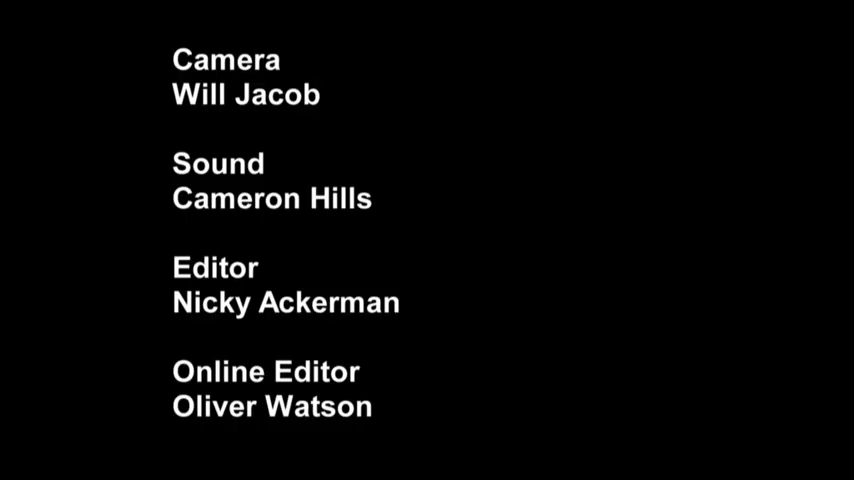 Camera
Will Jacob
Sound
Cameron Hills
Editor
Nicky Ackerman
Online Editor
Oliver Watson